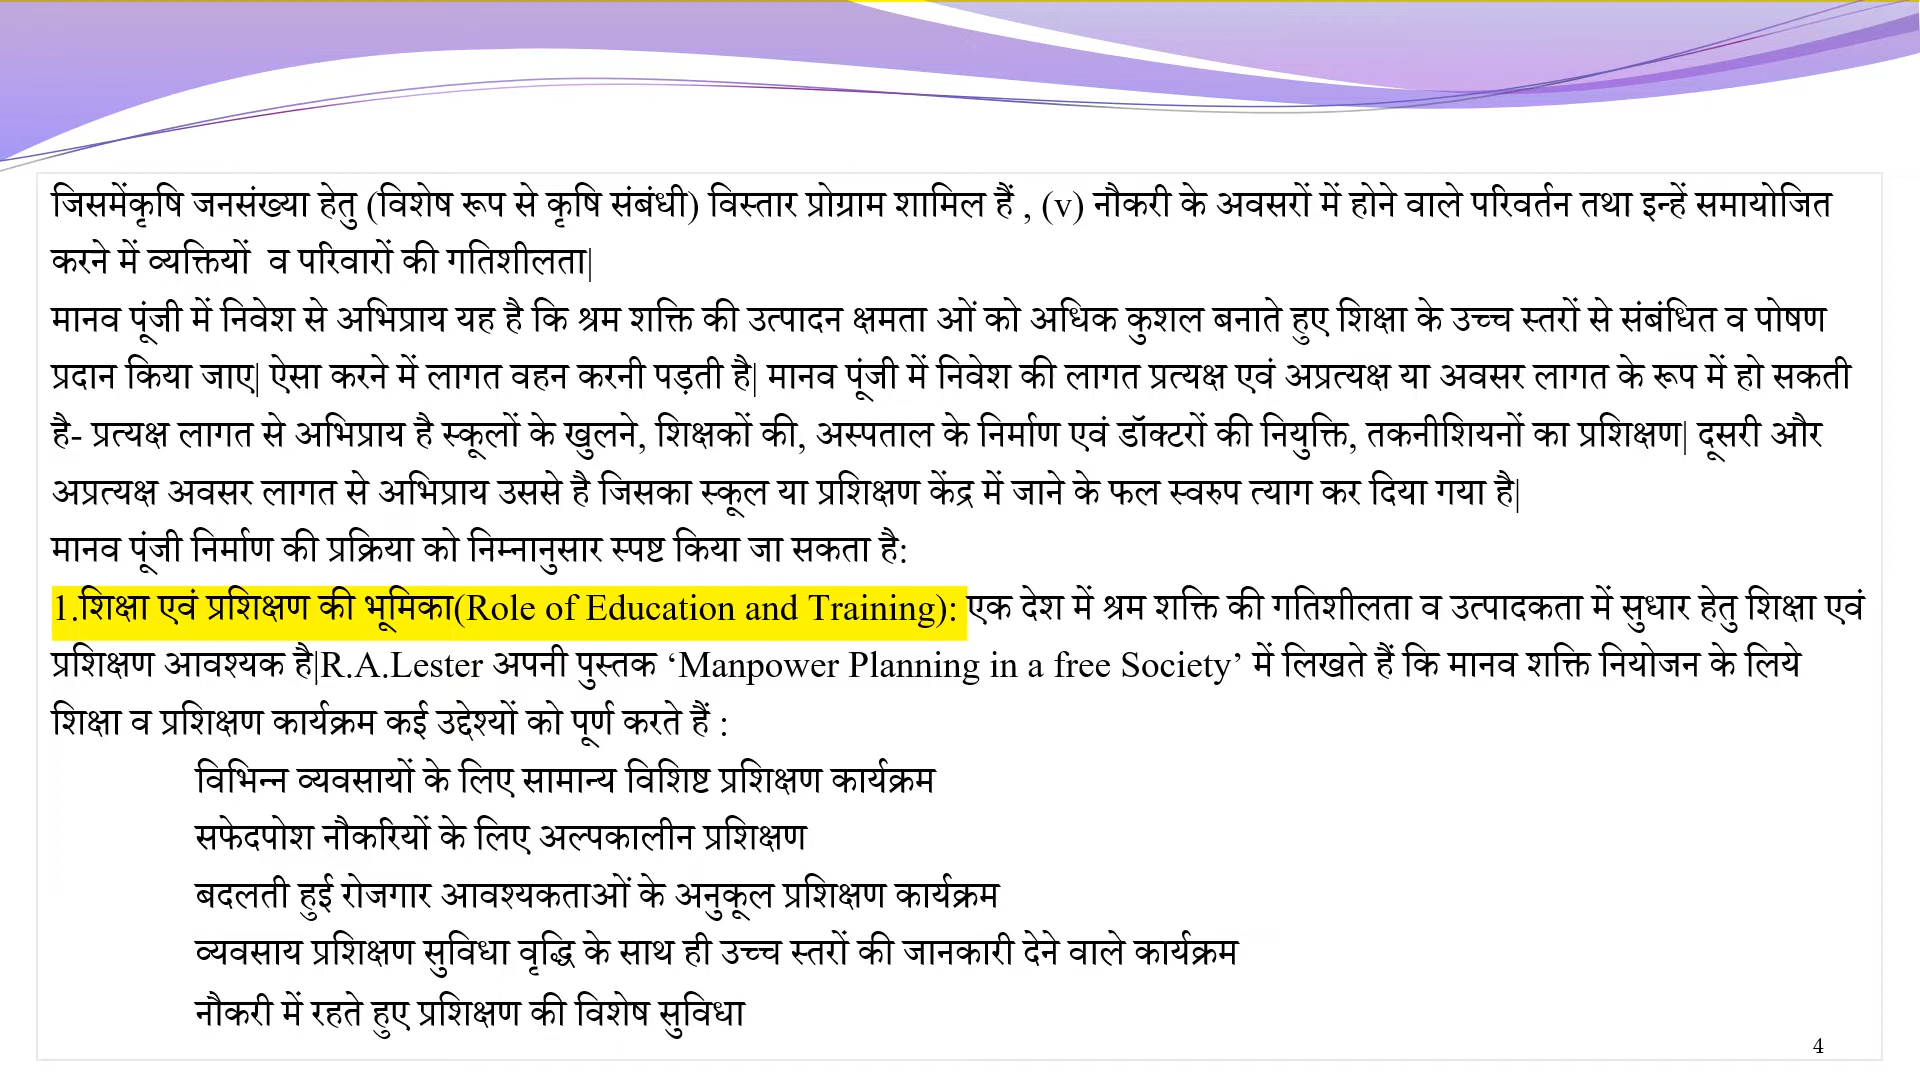 जिसमेंकृषि जनसंख्या हेतु (विशेष रूप से कृषि संबंधी) विस्तार प्रोग्राम शामिल हैं , (v) नौकरी के अवसरों में होने वाले परिवर्तन तथा इन्हें समायोजित
करने में व्यक्तियों  व परिवारों की गतिशीलता|
मानव पूंजी में निवेश से अभिप्राय यह है कि श्रम शक्ति की उत्पादन क्षमता ओं को अधिक कुशल बनाते हुए शिक्षा के उच्च स्तरों से संबंधित व पोषण
प्रदान किया जाए| ऐसा करने में लागत वहन करनी पड़ती है| मानव पूंजी में निवेश की लागत प्रत्यक्ष एवं अप्रत्यक्ष या अवसर लागत के रूप में हो सकती
है- प्रत्यक्ष लागत से अभिप्राय है स्कूलों के खुलने, शिक्षकों की, अस्पताल के निर्माण एवं डॉक्टरों की नियुक्ति, तकनीशियनों का प्रशिक्षण| दूसरी और
अप्रत्यक्ष अवसर लागत से अभिप्राय उससे है जिसका स्कूल या प्रशिक्षण केंद्र में जाने के फल स्वरुप त्याग कर दिया गया है|
मानव पूंजी निर्माण की प्रक्रिया को निम्नानुसार स्पष्ट किया जा सकता है:
1.शिक्षा एवं प्रशिक्षण की भूमिका(Role of Education and Training): एक देश में श्रम शक्ति की गतिशीलता व उत्पादकता में सुधार हेतु शिक्षा एवं
प्रशिक्षण आवश्यक है|R.A.Lester अपनी पुस्तक ‘Manpower Planning in a free Society’ में लिखते हैं कि मानव शक्ति नियोजन के लिये
शिक्षा व प्रशिक्षण कार्यक्रम कई उद्देश्यों को पूर्ण करते हैं :
विभिन्न व्यवसायों के लिए सामान्य विशिष्ट प्रशिक्षण कार्यक्रम
सफेदपोश नौकरियों के लिए अल्पकालीन प्रशिक्षण
बदलती हुई रोजगार आवश्यकताओं के अनुकूल प्रशिक्षण कार्यक्रम
व्यवसाय प्रशिक्षण सुविधा वृद्धि के साथ ही उच्च स्तरों की जानकारी देने वाले कार्यक्रम
नौकरी में रहते हुए प्रशिक्षण की विशेष सुविधा
4